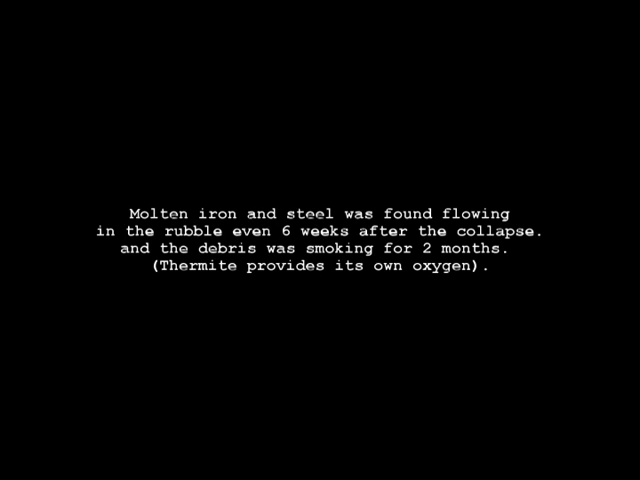 Molten iron and steel was found flowing
in the rubble even 6 weeks after the collapse.
and the debris was smoking for 2 months.
(Thermite provides its own oxygen).